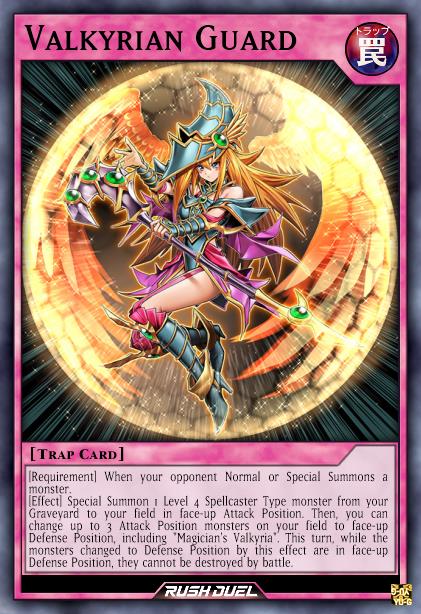 Valkyrian Guard
トラップ
罠
[Trap Card]
[Requirement] When your opponent Normal or Special Summons a
monster.
[Effect] Special Summon 1 Level 4 Spellcaster Type monster from your
Graveyard to your field in face-up Attack Position. Then, you can
change up to 3 Attack Position monsters on your field to face-up
Defense Position, including "Magician's Valkyria". This turn, while the
monsters changed to Defense Position by this effect are in face-up
Defense Position, they cannot be destroyed by battle.
RUSH DUEL